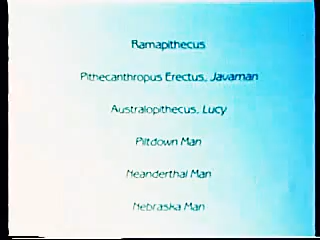 Ramapithecus
Pithecanthropus Erectus, Javaman
Australopithecus, Lucy
Piltdown Man
Neanderthal Man
Nebraska Man